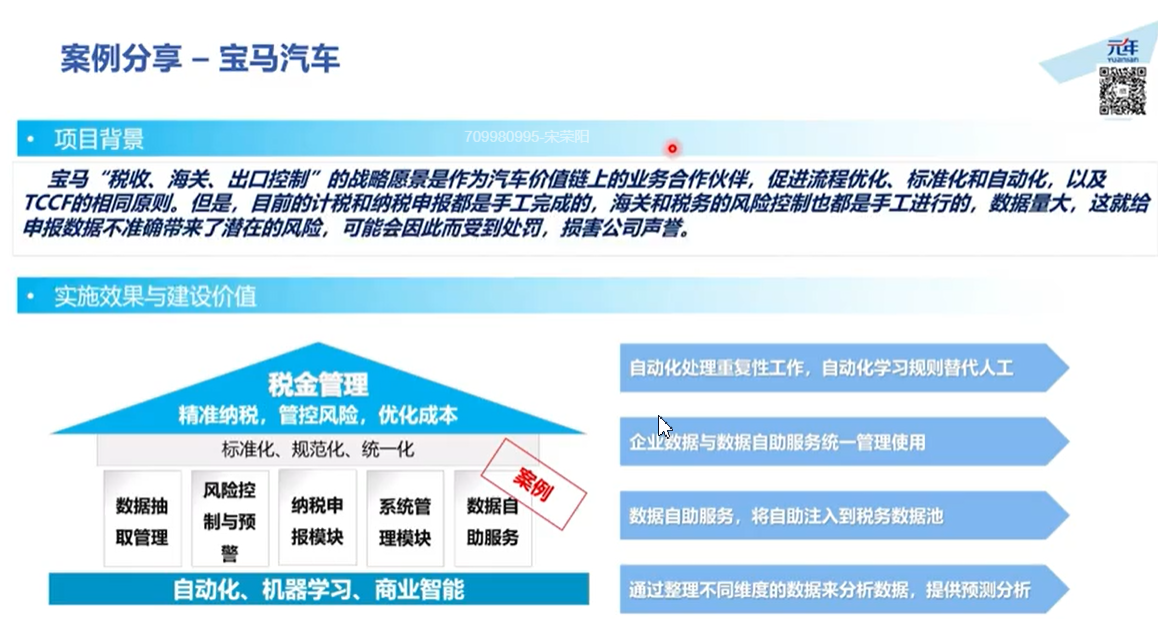 案例分享 – 宝马汽车
元年
YUANIAN
• 项目背景
709980995-宋荣阳
宝马“税收、海关、出口控制”的战略愿景是作为汽车价值链上的业务合作伙伴，促进流程优化、标准化和自动化，以及
TCCF的相同原则。但是，目前的计税和纳税申报都是手工完成的，海关和税务的风险控制也都是手工进行的，数据量大，这就给
申报数据不准确带来了潜在的风险，可能会因此而受到处罚，损害公司声誉。
• 实施效果与建设价值
税金管理
精准纳税，管控风险，优化成本
标准化、规范化、统一化
案例
数据抽
取管理
风险控
制与预
警
纳税申
报模块
系统管
理模块
数据自
助服务
自动化、机器学习、商业智能
自动化处理重复性工作，自动化学习规则替代人工
企业数据与数据自助服务统一管理使用
数据自助服务，将自助注入到税务数据池
通过整理不同维度的数据来分析数据，提供预测分析